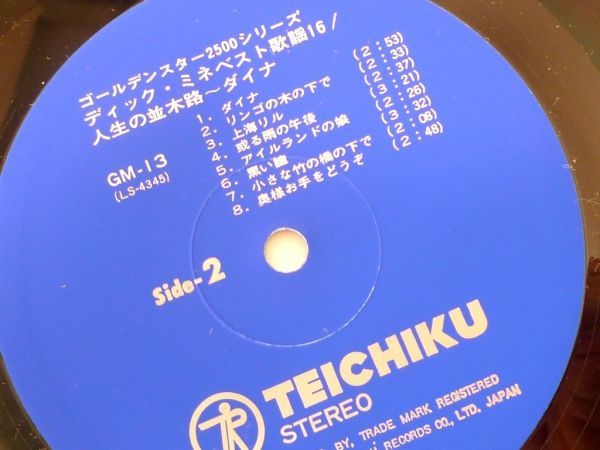 ゴールデンスター2500シリーズ
ディック・ミネベスト歌謡16/
人生の並木路〜ダイナ
GM-13
(LS-4345)
1. ダイナ (2:53)
2. リンゴの木の下で (2:33)
3. 上海リル (2:37)
4. 或る雨の午後 (3:21)
5. アイルランドの娘 (2:26)
6. 黒い瞳 (3:32)
7. 小さな竹の橋の下で (2:08)
8. 奥様お手をどうぞ (2:48)
Side-2
TEICHIKU
STEREO
BY, TRADE MARK REGISTERED
RECORDS CO., LTD. JAPAN